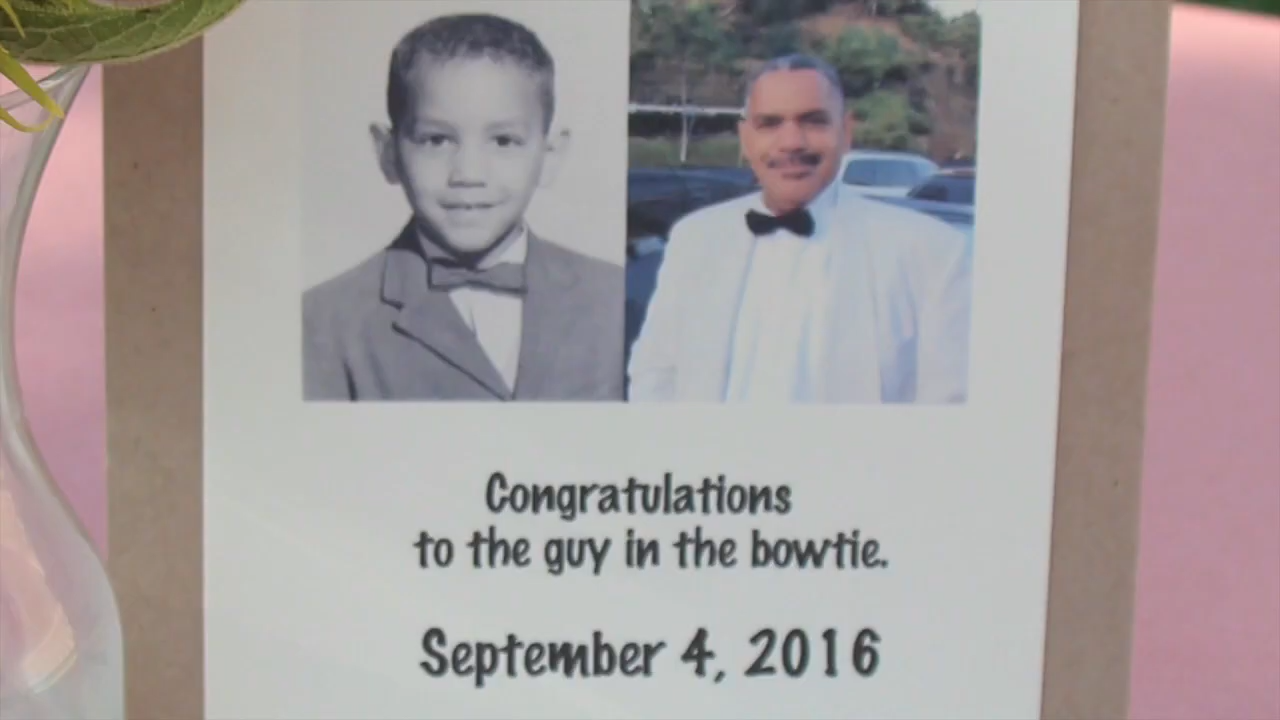 Congratulations
to the guy in the bowtie.
September 4, 2016